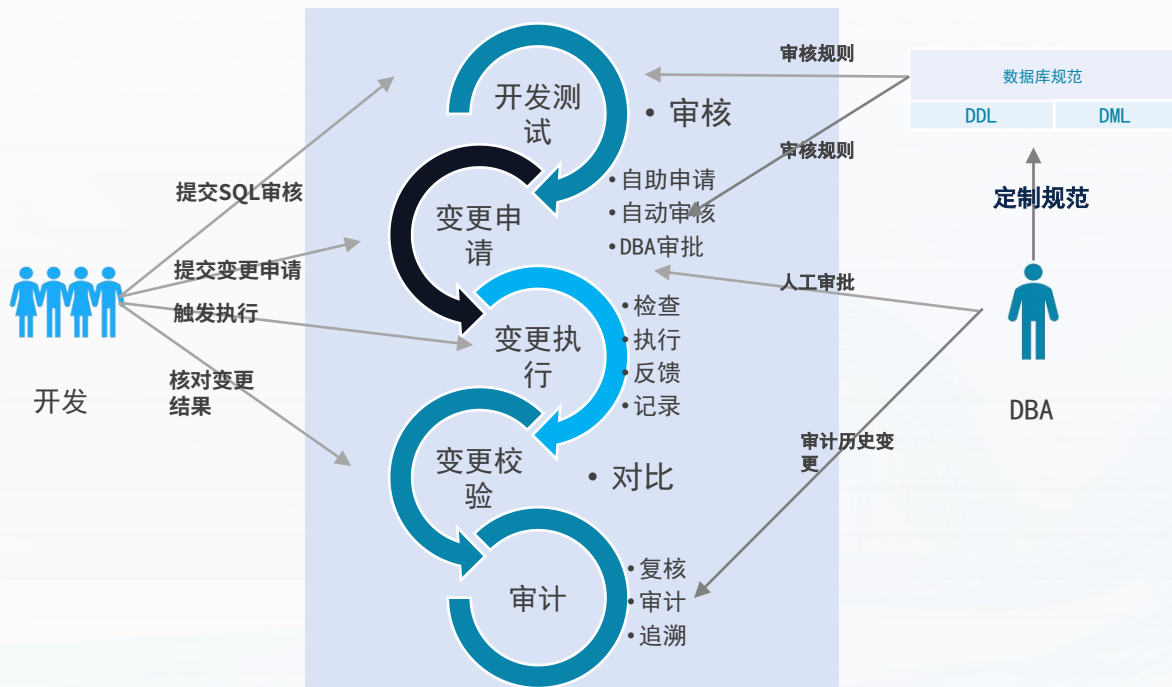 审核规则
数据库规范
DDL
DML
开发测
试
• 审核
审核规则
提交SQL审核
• 自助申请
• 自动审核
• DBA审批
定制规范
变更申
请
提交变更申请
人工审批
触发执行
• 检查
• 执行
• 反馈
• 记录
变更执
行
核对变更
结果
开发
DBA
审计历史变
更
变更校
验
• 对比
审计
• 复核
• 审计
• 追溯